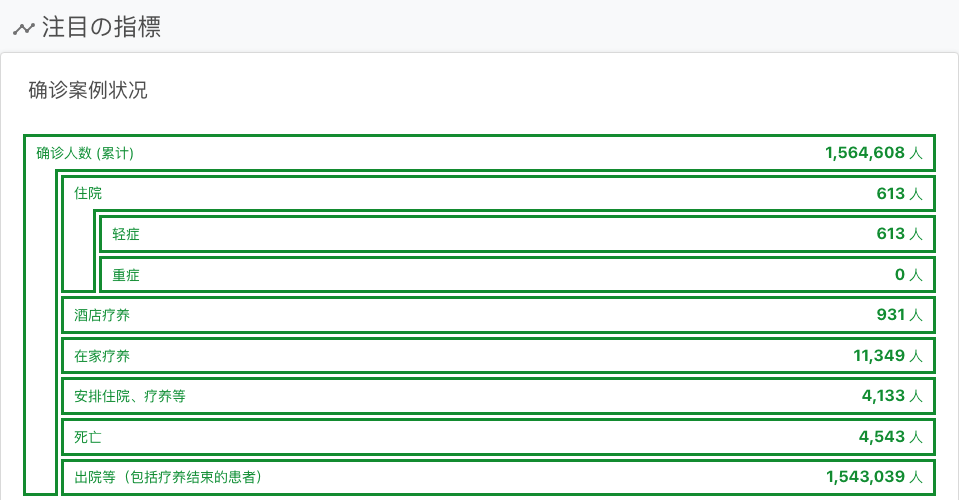 注目の指標
确诊案例状况
确诊人数 (累计) 1,564,608 人
住院 613 人
轻症 613 人
重症 0 人
酒店疗养 931 人
在家疗养 11,349 人
安排住院、疗养等 4,133 人
死亡 4,543 人
出院等（包括疗养结束的患者） 1,543,039 人